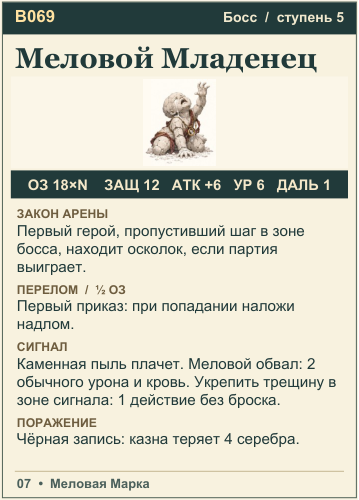 B069
Босс / ступень 5
Меловой Младенец
ОЗ 18×N ЗАЩ 12 АТК +6 УР 6 ДАЛЬ 1
ЗАКОН АРЕНЫ
Первый герой, пропустивший шаг в зоне
босса, находит осколок, если партия
выиграет.
ПЕРЕЛОМ / ½ ОЗ
Первый приказ: при попадании наложи
надлом.
СИГНАЛ
Каменная пыль плачет. Меловой обвал: 2
обычного урона и кровь. Укрепить трещину в
зоне сигнала: 1 действие без броска.
ПОРАЖЕНИЕ
Чёрная запись: казна теряет 4 серебра.
07 • Меловая Марка